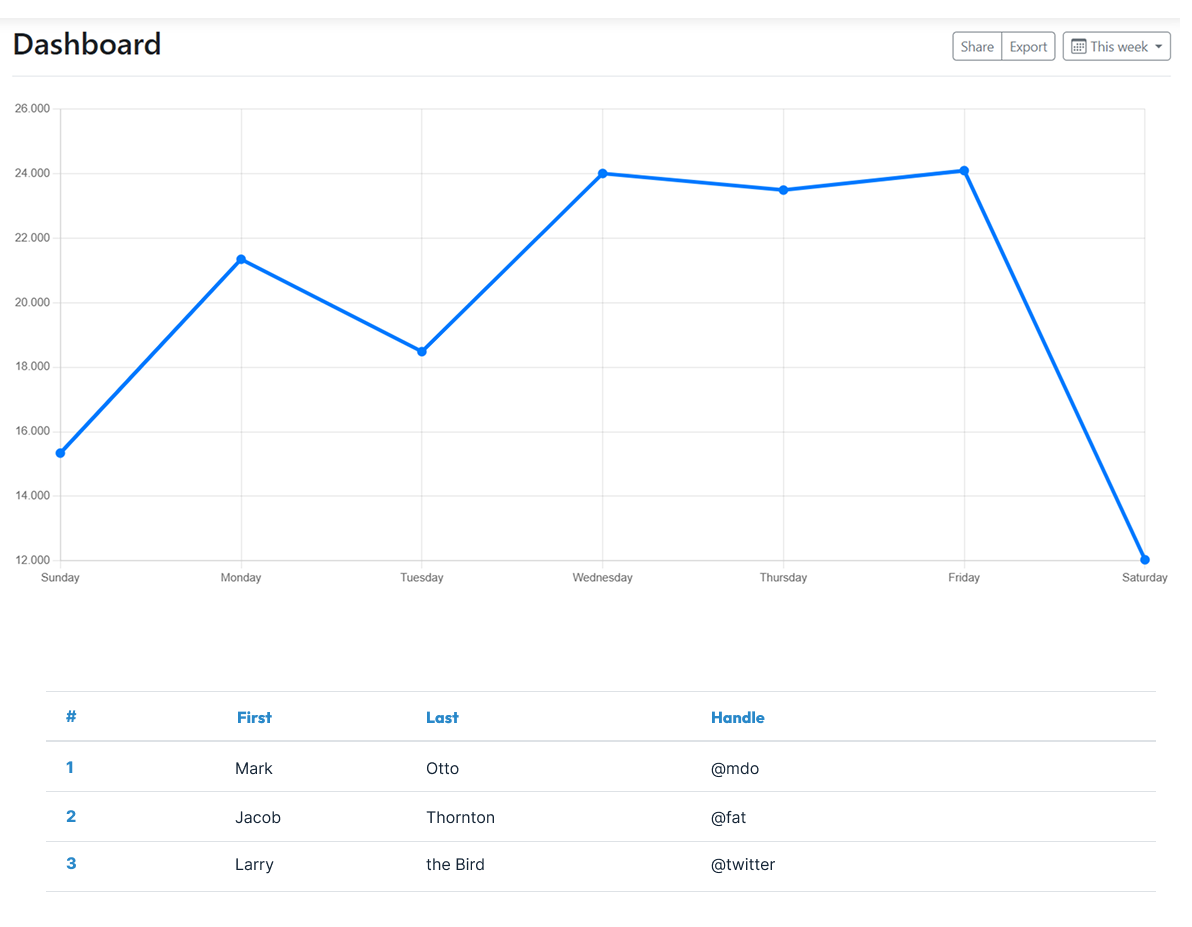 Dashboard
Share Export This week
26.000
24.000
22.000
20.000
18.000
16.000
14.000
12.000
Sunday Monday Tuesday Wednesday Thursday Friday Saturday
# First Last Handle
1 Mark Otto @mdo
2 Jacob Thornton @fat
3 Larry the Bird @twitter